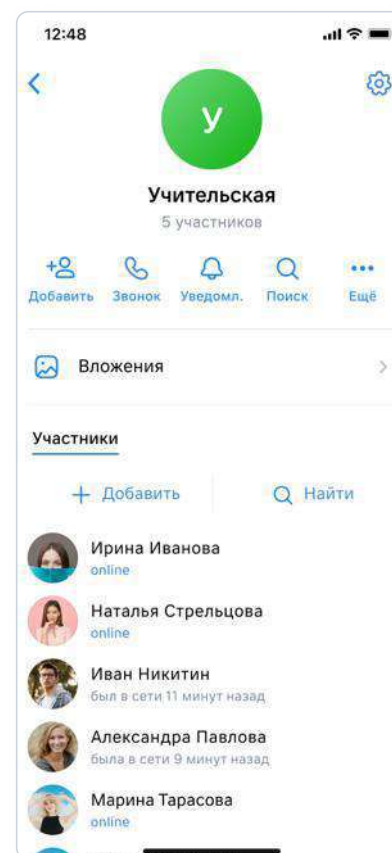 12:48
У
Учительская
5 участников
Добавить Звонок Уведомл. Поиск Ещё
Вложения
Участники
Добавить Найти
Ирина Иванова
online
Наталья Стрельцова
online
Иван Никитин
был в сети 11 минут назад
Александра Павлова
была в сети 9 минут назад
Марина Тарасова
online